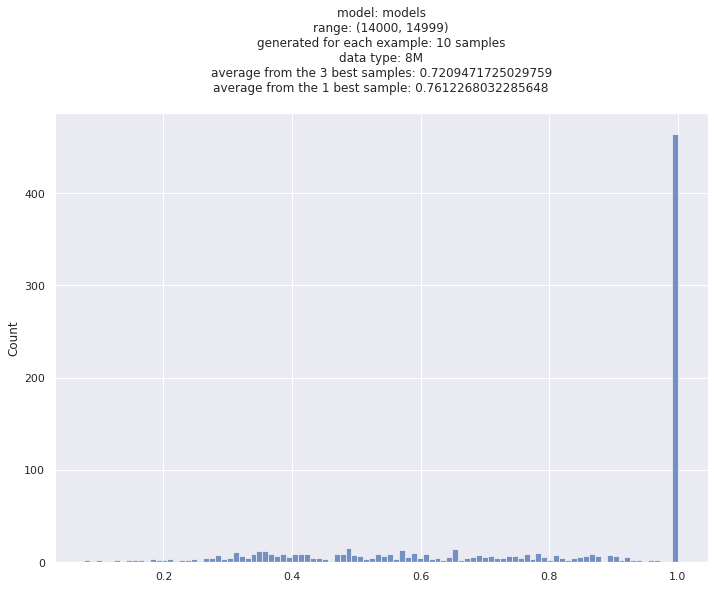 model: models
range: (14000, 14999)
generated for each example: 10 samples
data type: 8M
average from the 3 best samples: 0.7209471725029759
average from the 1 best sample: 0.7612268032285648
400
300
200
100
0
Count
0.2 0.4 0.6 0.8 1.0